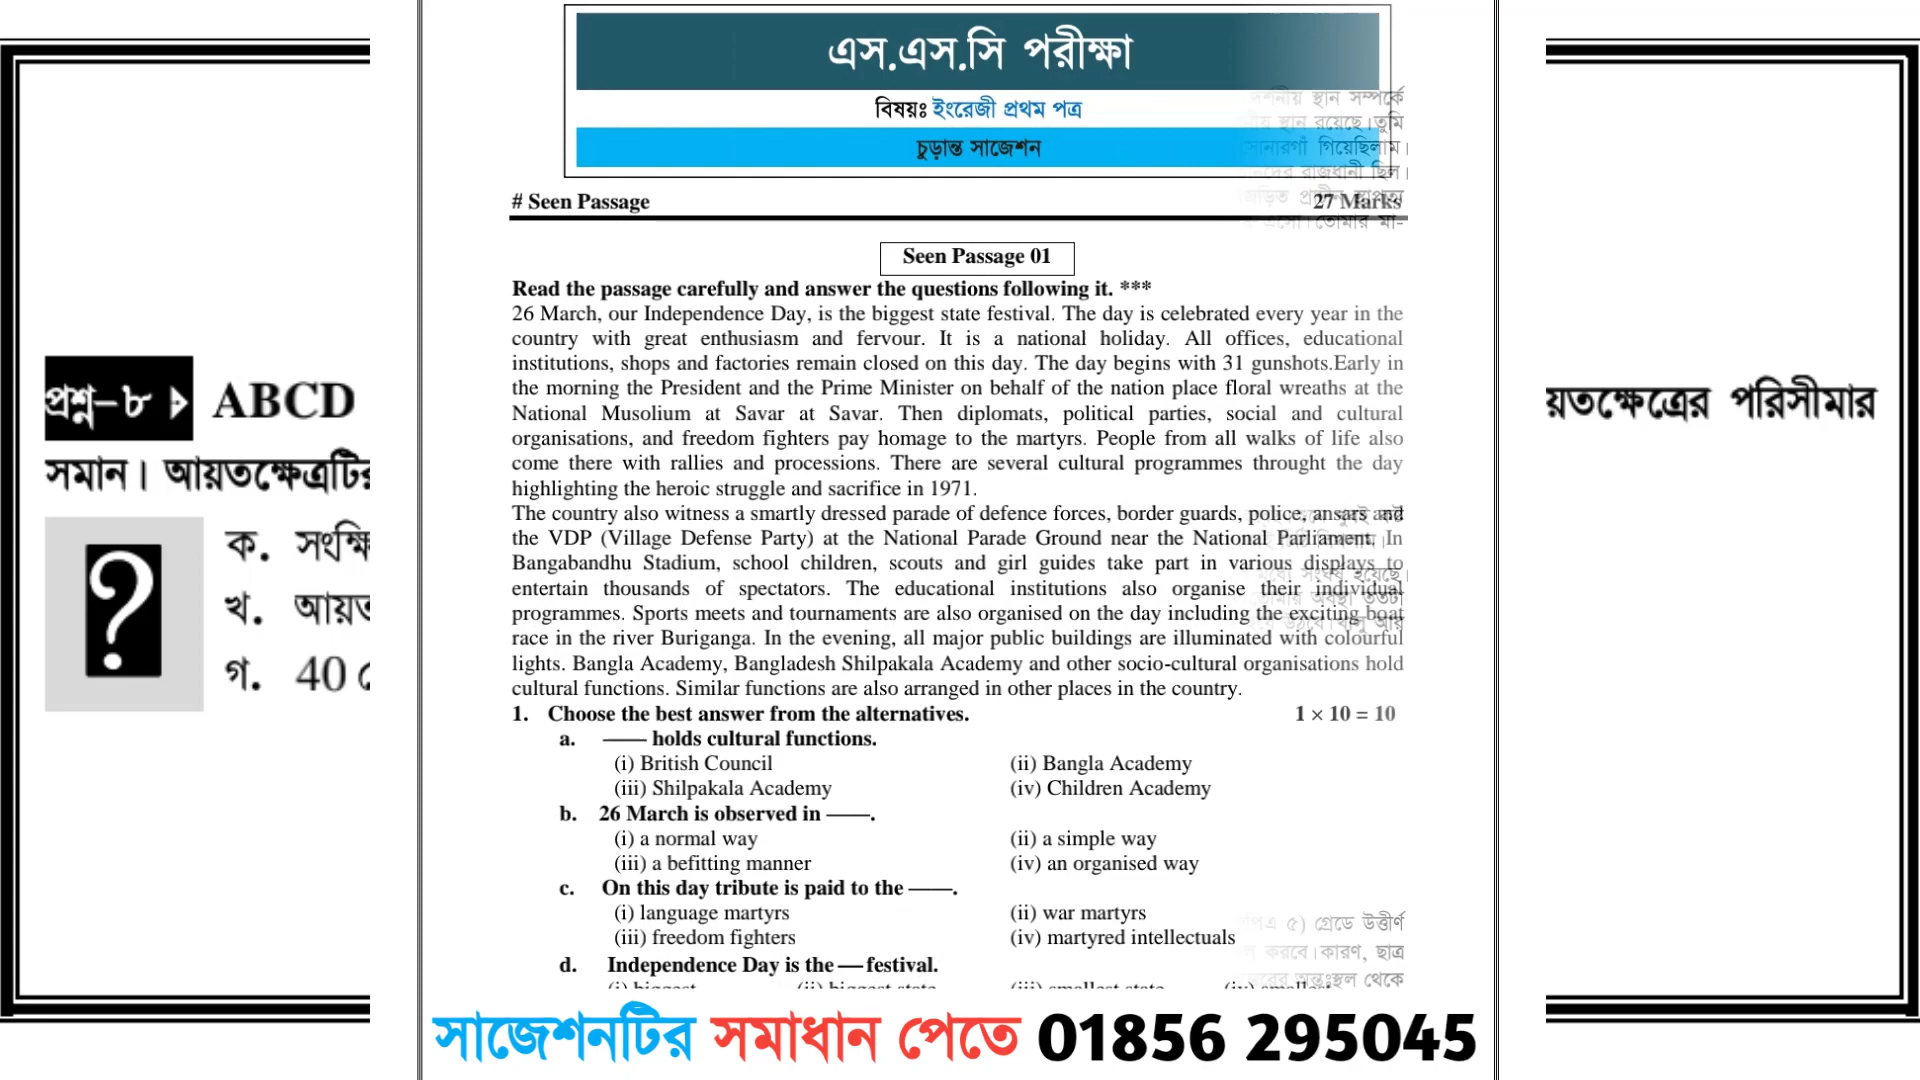 এস.এস.সি পরীক্ষা
বিষয়ঃ ইংরেজী প্রথম পত্র
চুড়ান্ত সাজেশন
# Seen Passage 27 Marks
Seen Passage 01
Read the passage carefully and answer the questions following it. ***
26 March, our Independence Day, is the biggest state festival. The day is celebrated every year in the
country with great enthusiasm and fervour. It is a national holiday. All offices, educational
institutions, shops and factories remain closed on this day. The day begins with 31 gunshots.Early in
the morning the President and the Prime Minister on behalf of the nation place floral wreaths at the
National Musolium at Savar at Savar. Then diplomats, political parties, social and cultural
organisations, and freedom fighters pay homage to the martyrs. People from all walks of life also
come there with rallies and processions. There are several cultural programmes throught the day
highlighting the heroic struggle and sacrifice in 1971.
The country also witness a smartly dressed parade of defence forces, border guards, police, ansars and
the VDP (Village Defense Party) at the National Parade Ground near the National Parliament. In
Bangabandhu Stadium, school children, scouts and girl guides take part in various displays to
entertain thousands of spectators. The educational institutions also organise their individual
programmes. Sports meets and tournaments are also organised on the day including the exciting boat
race in the river Buriganga. In the evening, all major public buildings are illuminated with colourful
lights. Bangla Academy, Bangladesh Shilpakala Academy and other socio-cultural organisations hold
cultural functions. Similar functions are also arranged in other places in the country.
1. Choose the best answer from the alternatives. 1 × 10 = 10
a. —— holds cultural functions.
(i) British Council (ii) Bangla Academy
(iii) Shilpakala Academy (iv) Children Academy
b. 26 March is observed in ——.
(i) a normal way (ii) a simple way
(iii) a befitting manner (iv) an organised way
c. On this day tribute is paid to the ——.
(i) language martyrs (ii) war martyrs
(iii) freedom fighters (iv) martyred intellectuals
d. Independence Day is the — festival.
সাজেশনটির সমাধান পেতে 01856 295045
প্রশ্ন-৮ ABCD
সমান। আয়তক্ষেত্রটির
ক. সংক্ষি
খ. আয়ত
গ. 40
য়তক্ষেত্রের পরিসীমার
দর্শনীয় স্থান সম্পর্কে
স্থান রয়েছে। তুমি
সোনারগাঁ গিয়েছিলাম।
রাজধানী ছিল।
গ্রেডে উত্তীর্ণ
করবে। কারণ, ছাত্র
অন্তঃস্থল থেকে